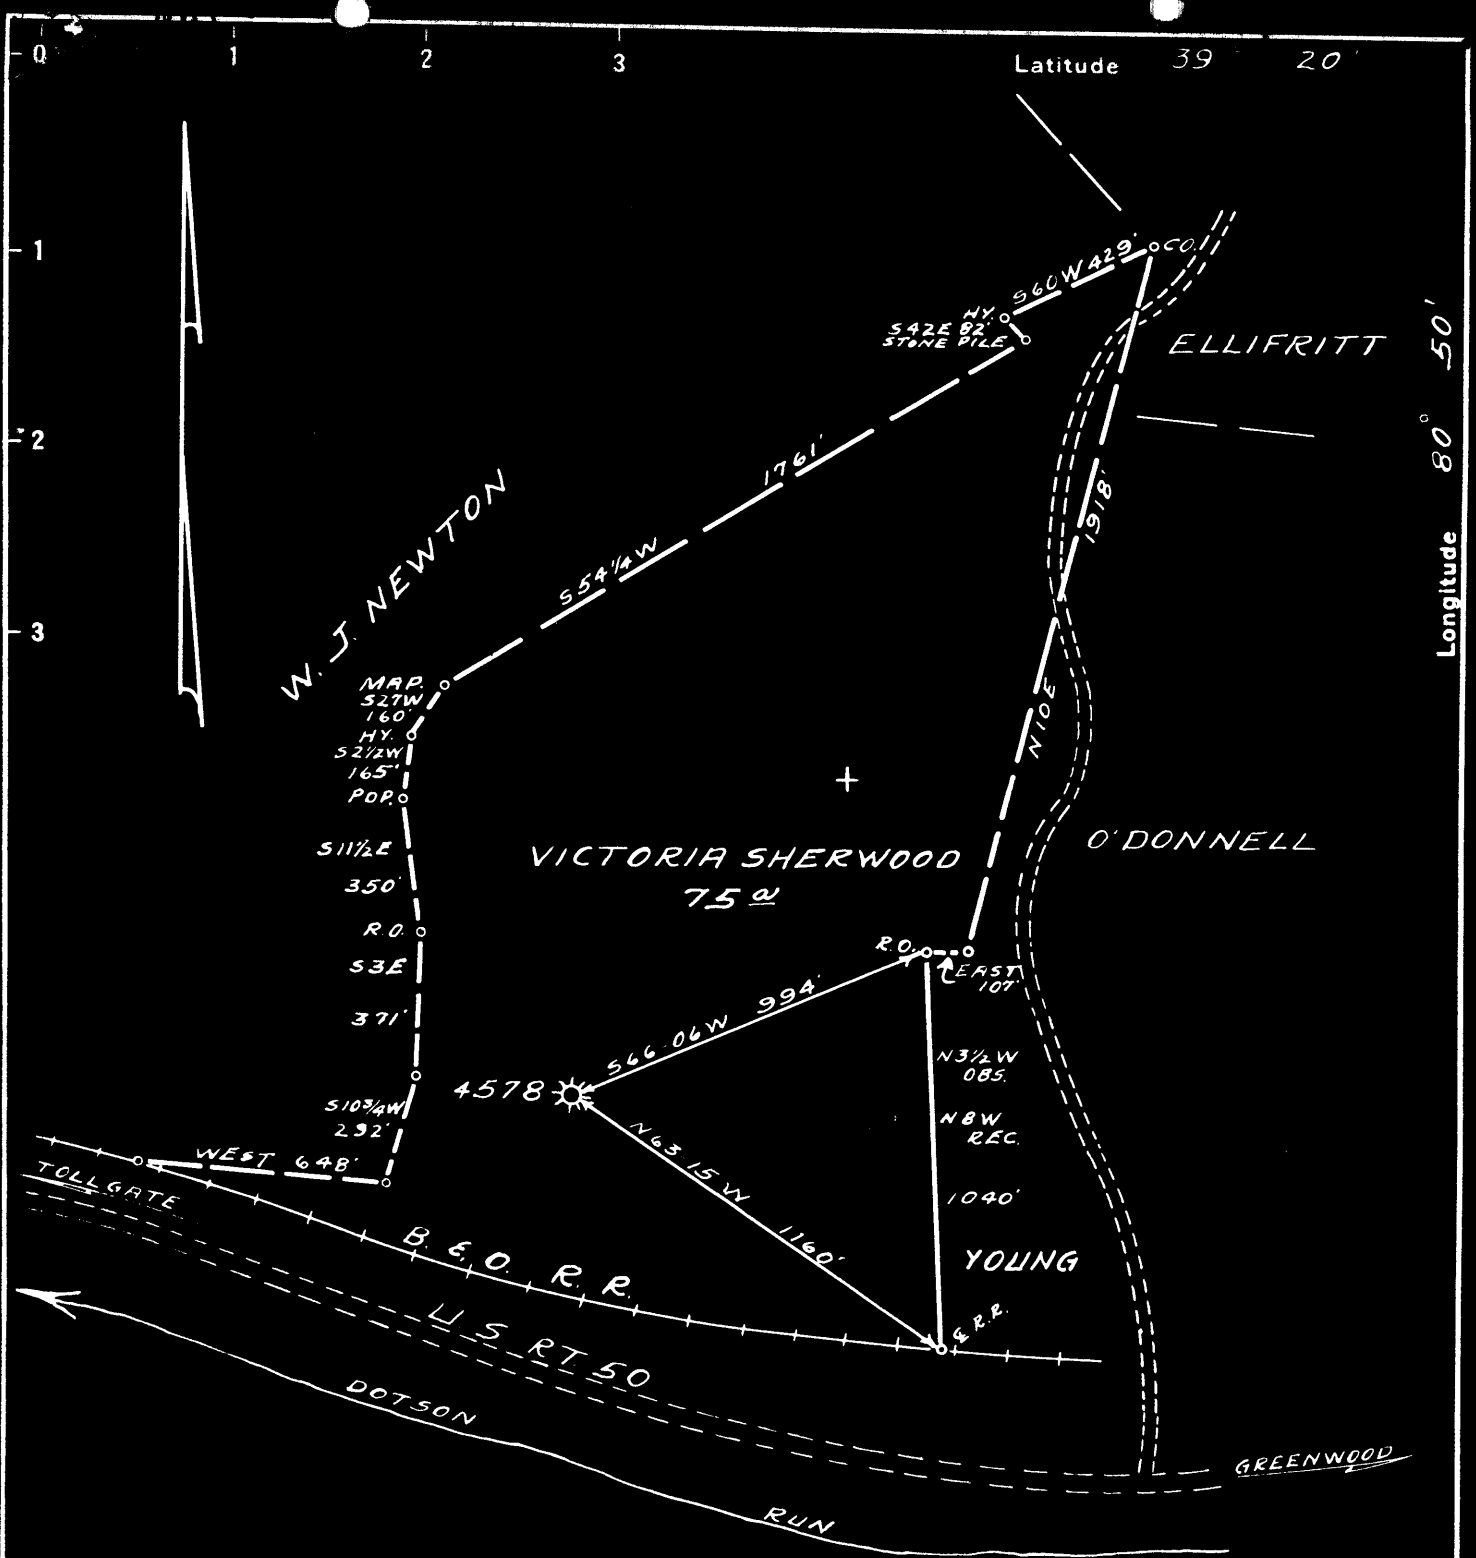 0 1 2 3
Latitude 39 20'
1
2
3
Longitude 80° 50'
CO.
S60W 429'
HY.
S42E 82'
STONE PILE
ELLIFRITT
1761'
S54¼W
1918'
N10E
W. J. NEWTON
MAP.
S27W
160'
HY.
S2½W
165'
POP.
S11½E
350'
R.O.
S3E
371'
S10¾W
292'
WEST 648'
VICTORIA SHERWOOD
75 a
O'DONNELL
R.O.
EAST
107'
S66-06W 994'
4578
N63-15W 1160'
N3½W
OBS.
N8W
REC.
1040'
YOUNG
℄ R.R.
TOLLGATE
B. & O. R. R.
U S RT. 50
DOTSON RUN
GREENWOOD